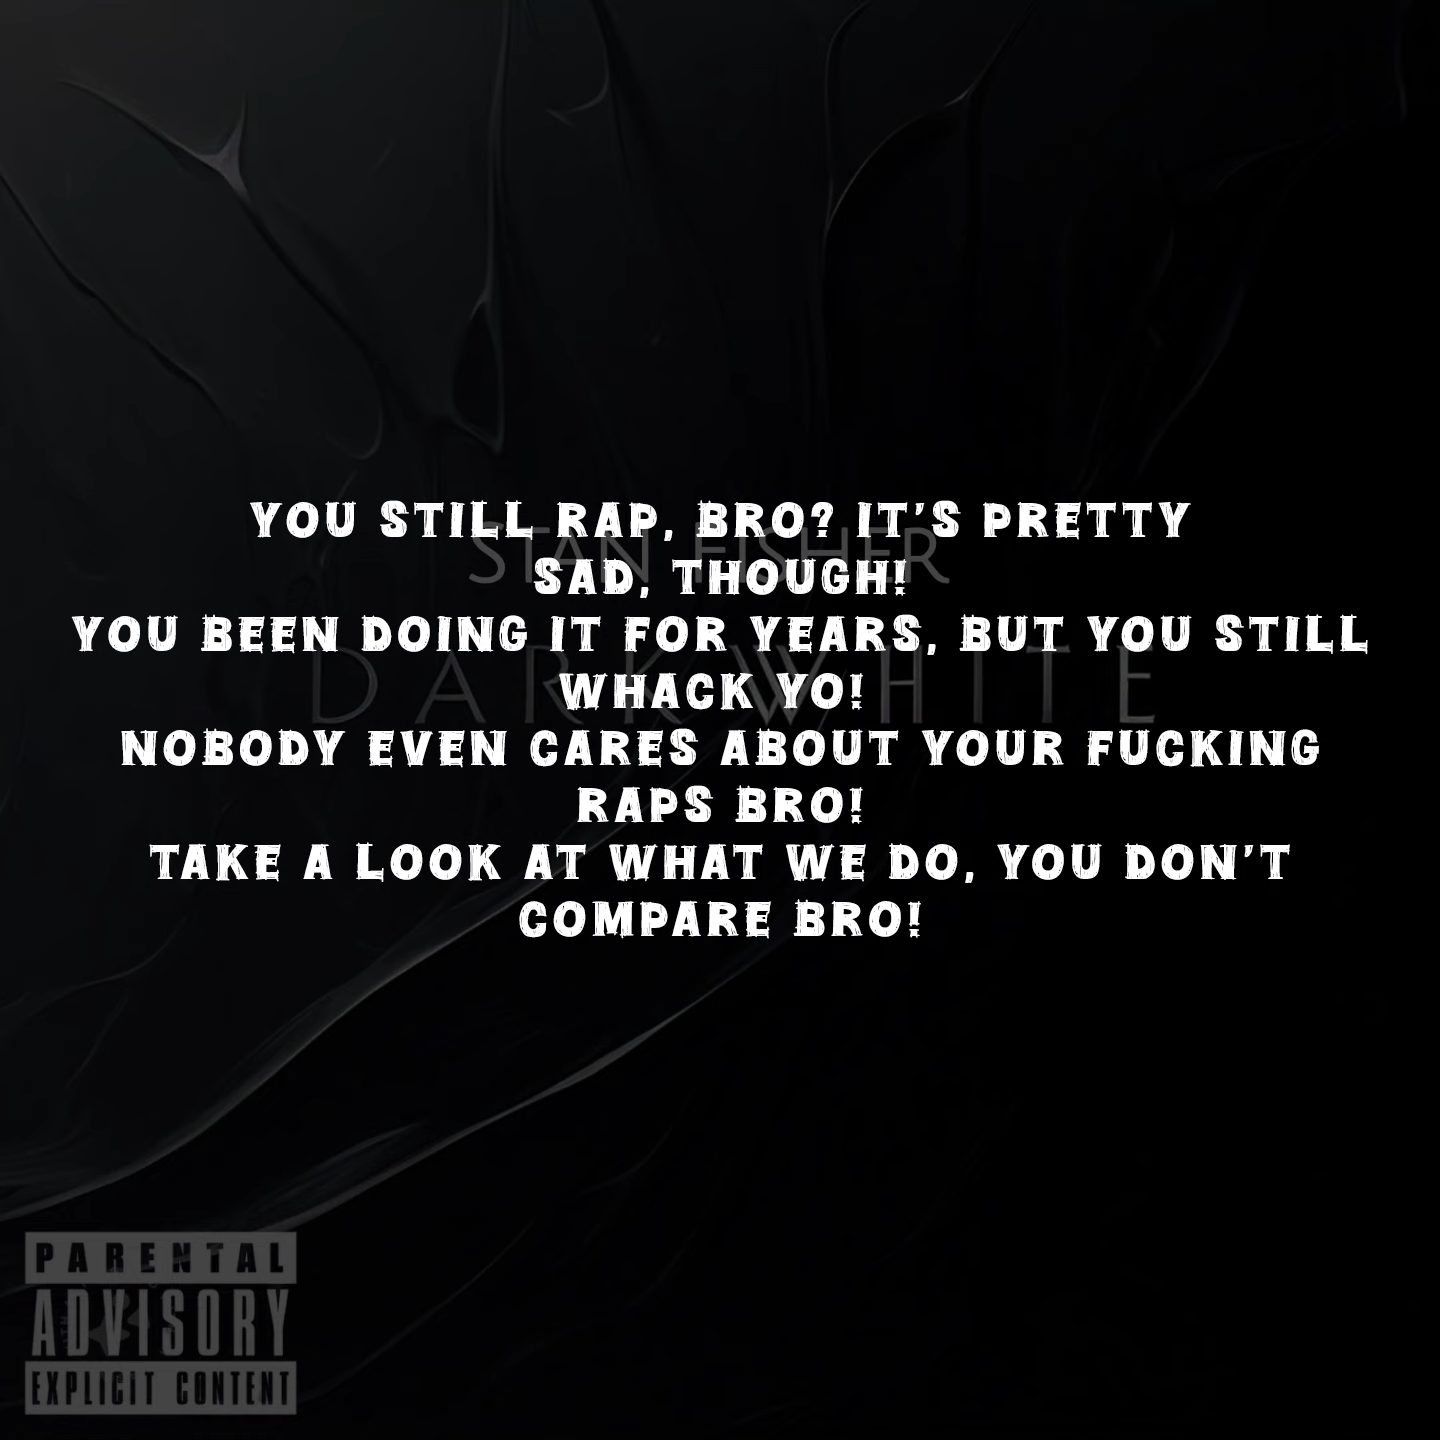 YOU STILL RAP, BRO? IT'S PRETTY
SAD, THOUGH!
YOU BEEN DOING IT FOR YEARS, BUT YOU STILL
WHACK YO!
NOBODY EVEN CARES ABOUT YOUR FUCKING
RAPS BRO!
TAKE A LOOK AT WHAT WE DO, YOU DON'T
COMPARE BRO!
STAN FISHER
DARKWHITE
PARENTAL
ADVISORY
EXPLICIT CONTENT